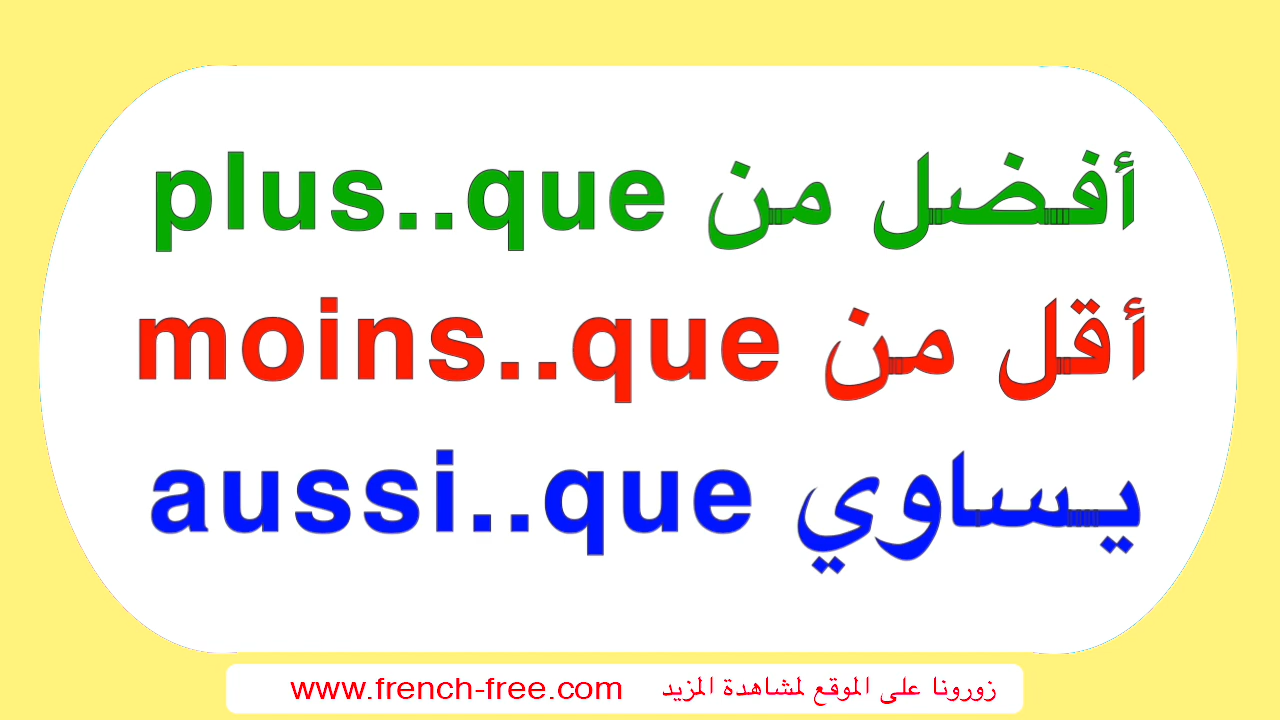 plus..que أفضل من
moins..que أقل من
aussi..que يساوي
www.french-free.com زورونا على الموقع لمشاهدة المزيد